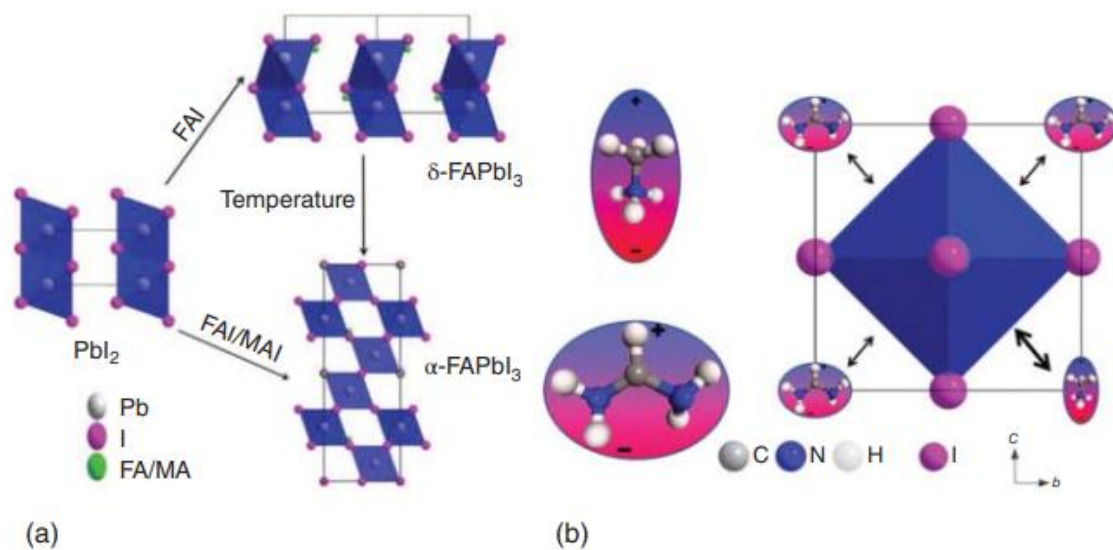 FAI
δ-FAPbI₃
Temperature
PbI₂
FAI/MAI
α-FAPbI₃
Pb
I
FA/MA
(a)
+
−
+
−
+
−
+
−
+
−
C N H I
c
b
(b)